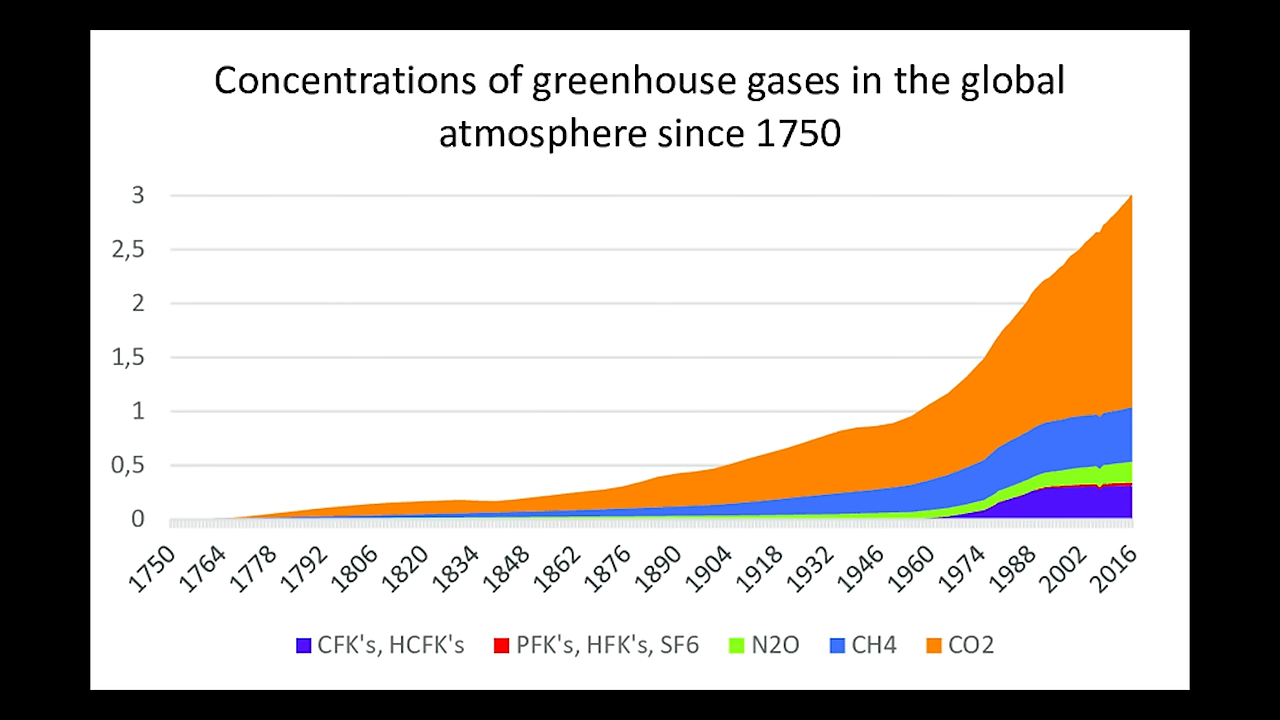 Concentrations of greenhouse gases in the global
atmosphere since 1750
3
2,5
2
1,5
1
0,5
0
1750 1764 1778 1792 1806 1820 1834 1848 1862 1876 1890 1904 1918 1932 1946 1960 1974 1988 2002 2016
CFK's, HCFK's PFK's, HFK's, SF6 N2O CH4 CO2